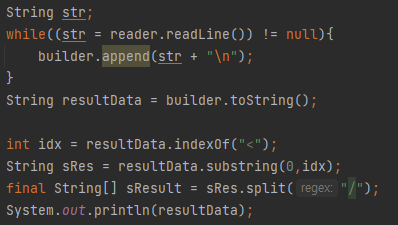 String str;
while((str = reader.readLine()) != null){
    builder.append(str + "\n");
}
String resultData = builder.toString();

int idx = resultData.indexOf("<");
String sRes = resultData.substring(0,idx);
final String[] sResult = sRes.split( regex: "/");
System.out.println(resultData);